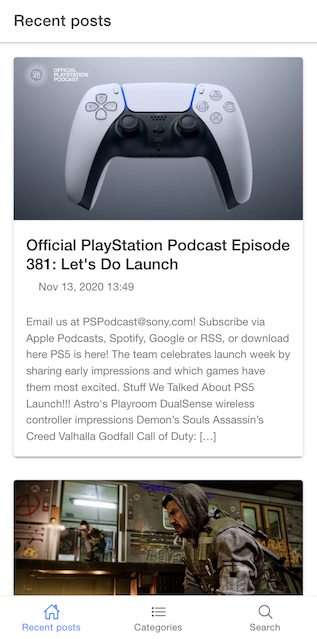 Recent posts
OFFICIAL
PLAYSTATION
PODCAST
Official PlayStation Podcast Episode
381: Let's Do Launch
Nov 13, 2020 13:49
Email us at PSPodcast@sony.com! Subscribe via
Apple Podcasts, Spotify, Google or RSS, or download
here PS5 is here! The team celebrates launch week by
sharing early impressions and which games have
them most excited. Stuff We Talked About PS5
Launch!!! Astro's Playroom DualSense wireless
controller impressions Demon's Souls Assassin's
Creed Valhalla Godfall Call of Duty: […]
Recent posts
Categories
Search